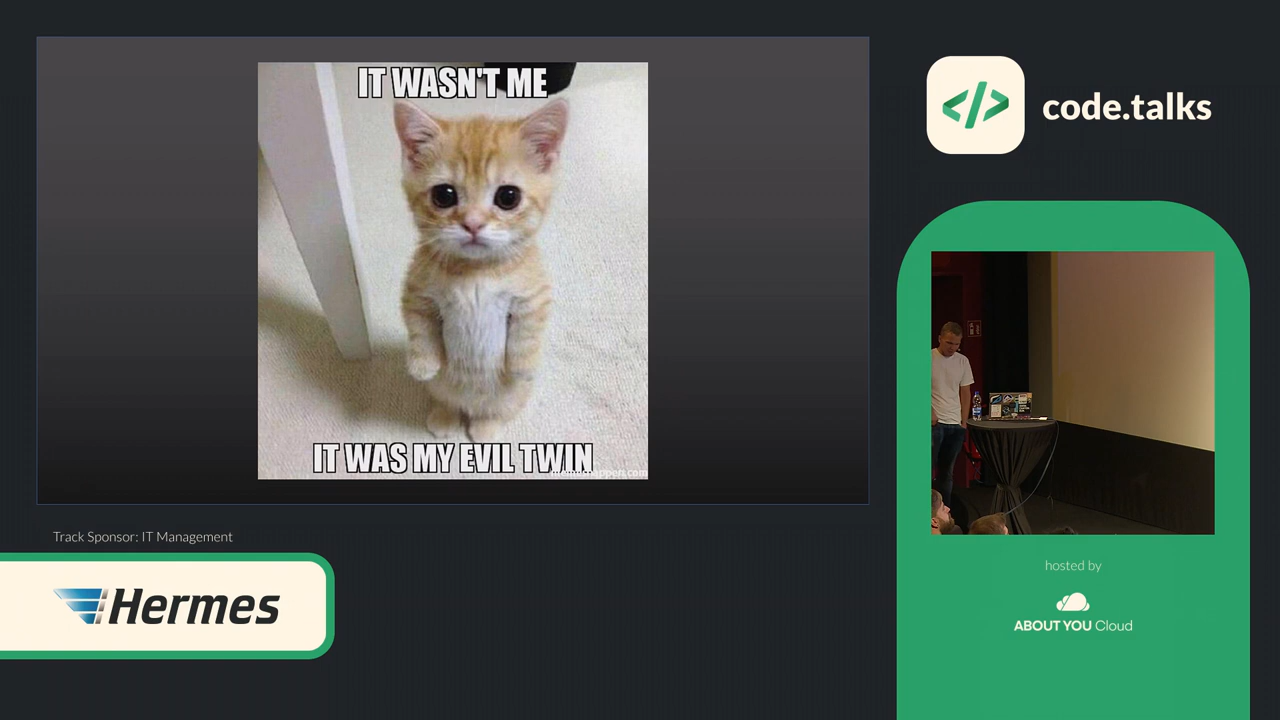 IT WASN'T ME
IT WAS MY EVIL TWIN
code.talks
Track Sponsor: IT Management
Hermes
hosted by
ABOUT YOU Cloud